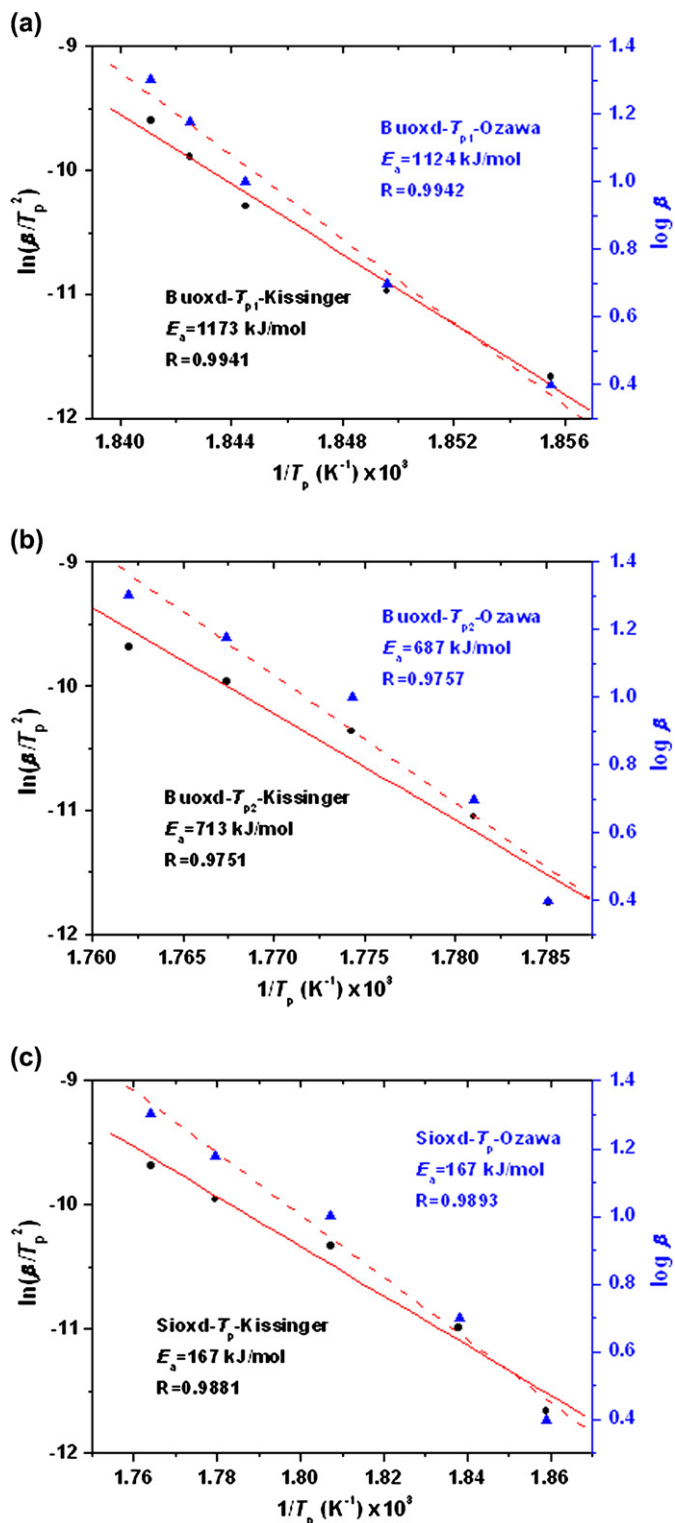 (a)
-9
-10
-11
-12
ln(β/Tp²)
1.4
1.2
1.0
0.8
0.6
0.4
log β
Buoxd-Tp1-Ozawa
Ea=1124 kJ/mol
R=0.9942
Buoxd-Tp1-Kissinger
Ea=1173 kJ/mol
R=0.9941
1.840 1.844 1.848 1.852 1.856
1/Tp (K⁻¹) x10³
(b)
-9
-10
-11
-12
ln(β/Tp²)
1.4
1.2
1.0
0.8
0.6
0.4
log β
Buoxd-Tp2-Ozawa
Ea=687 kJ/mol
R=0.9757
Buoxd-Tp2-Kissinger
Ea=713 kJ/mol
R=0.9751
1.760 1.765 1.770 1.775 1.780 1.785
1/Tp (K⁻¹) x10³
(c)
-9
-10
-11
-12
ln(β/Tp²)
1.4
1.2
1.0
0.8
0.6
0.4
log β
Sioxd-Tp-Ozawa
Ea=167 kJ/mol
R=0.9893
Sioxd-Tp-Kissinger
Ea=167 kJ/mol
R=0.9881
1.76 1.78 1.80 1.82 1.84 1.86
1/Tp (K⁻¹) x10³